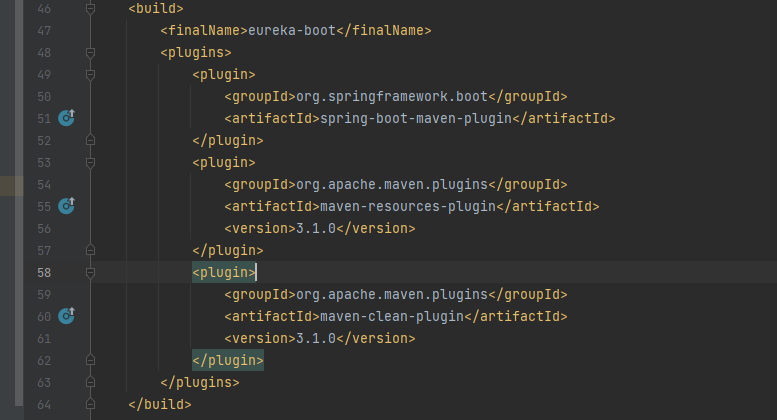 46 <build>
47 <finalName>eureka-boot</finalName>
48 <plugins>
49 <plugin>
50 <groupId>org.springframework.boot</groupId>
51 <artifactId>spring-boot-maven-plugin</artifactId>
52 </plugin>
53 <plugin>
54 <groupId>org.apache.maven.plugins</groupId>
55 <artifactId>maven-resources-plugin</artifactId>
56 <version>3.1.0</version>
57 </plugin>
58 <plugin>
59 <groupId>org.apache.maven.plugins</groupId>
60 <artifactId>maven-clean-plugin</artifactId>
61 <version>3.1.0</version>
62 </plugin>
63 </plugins>
64 </build>